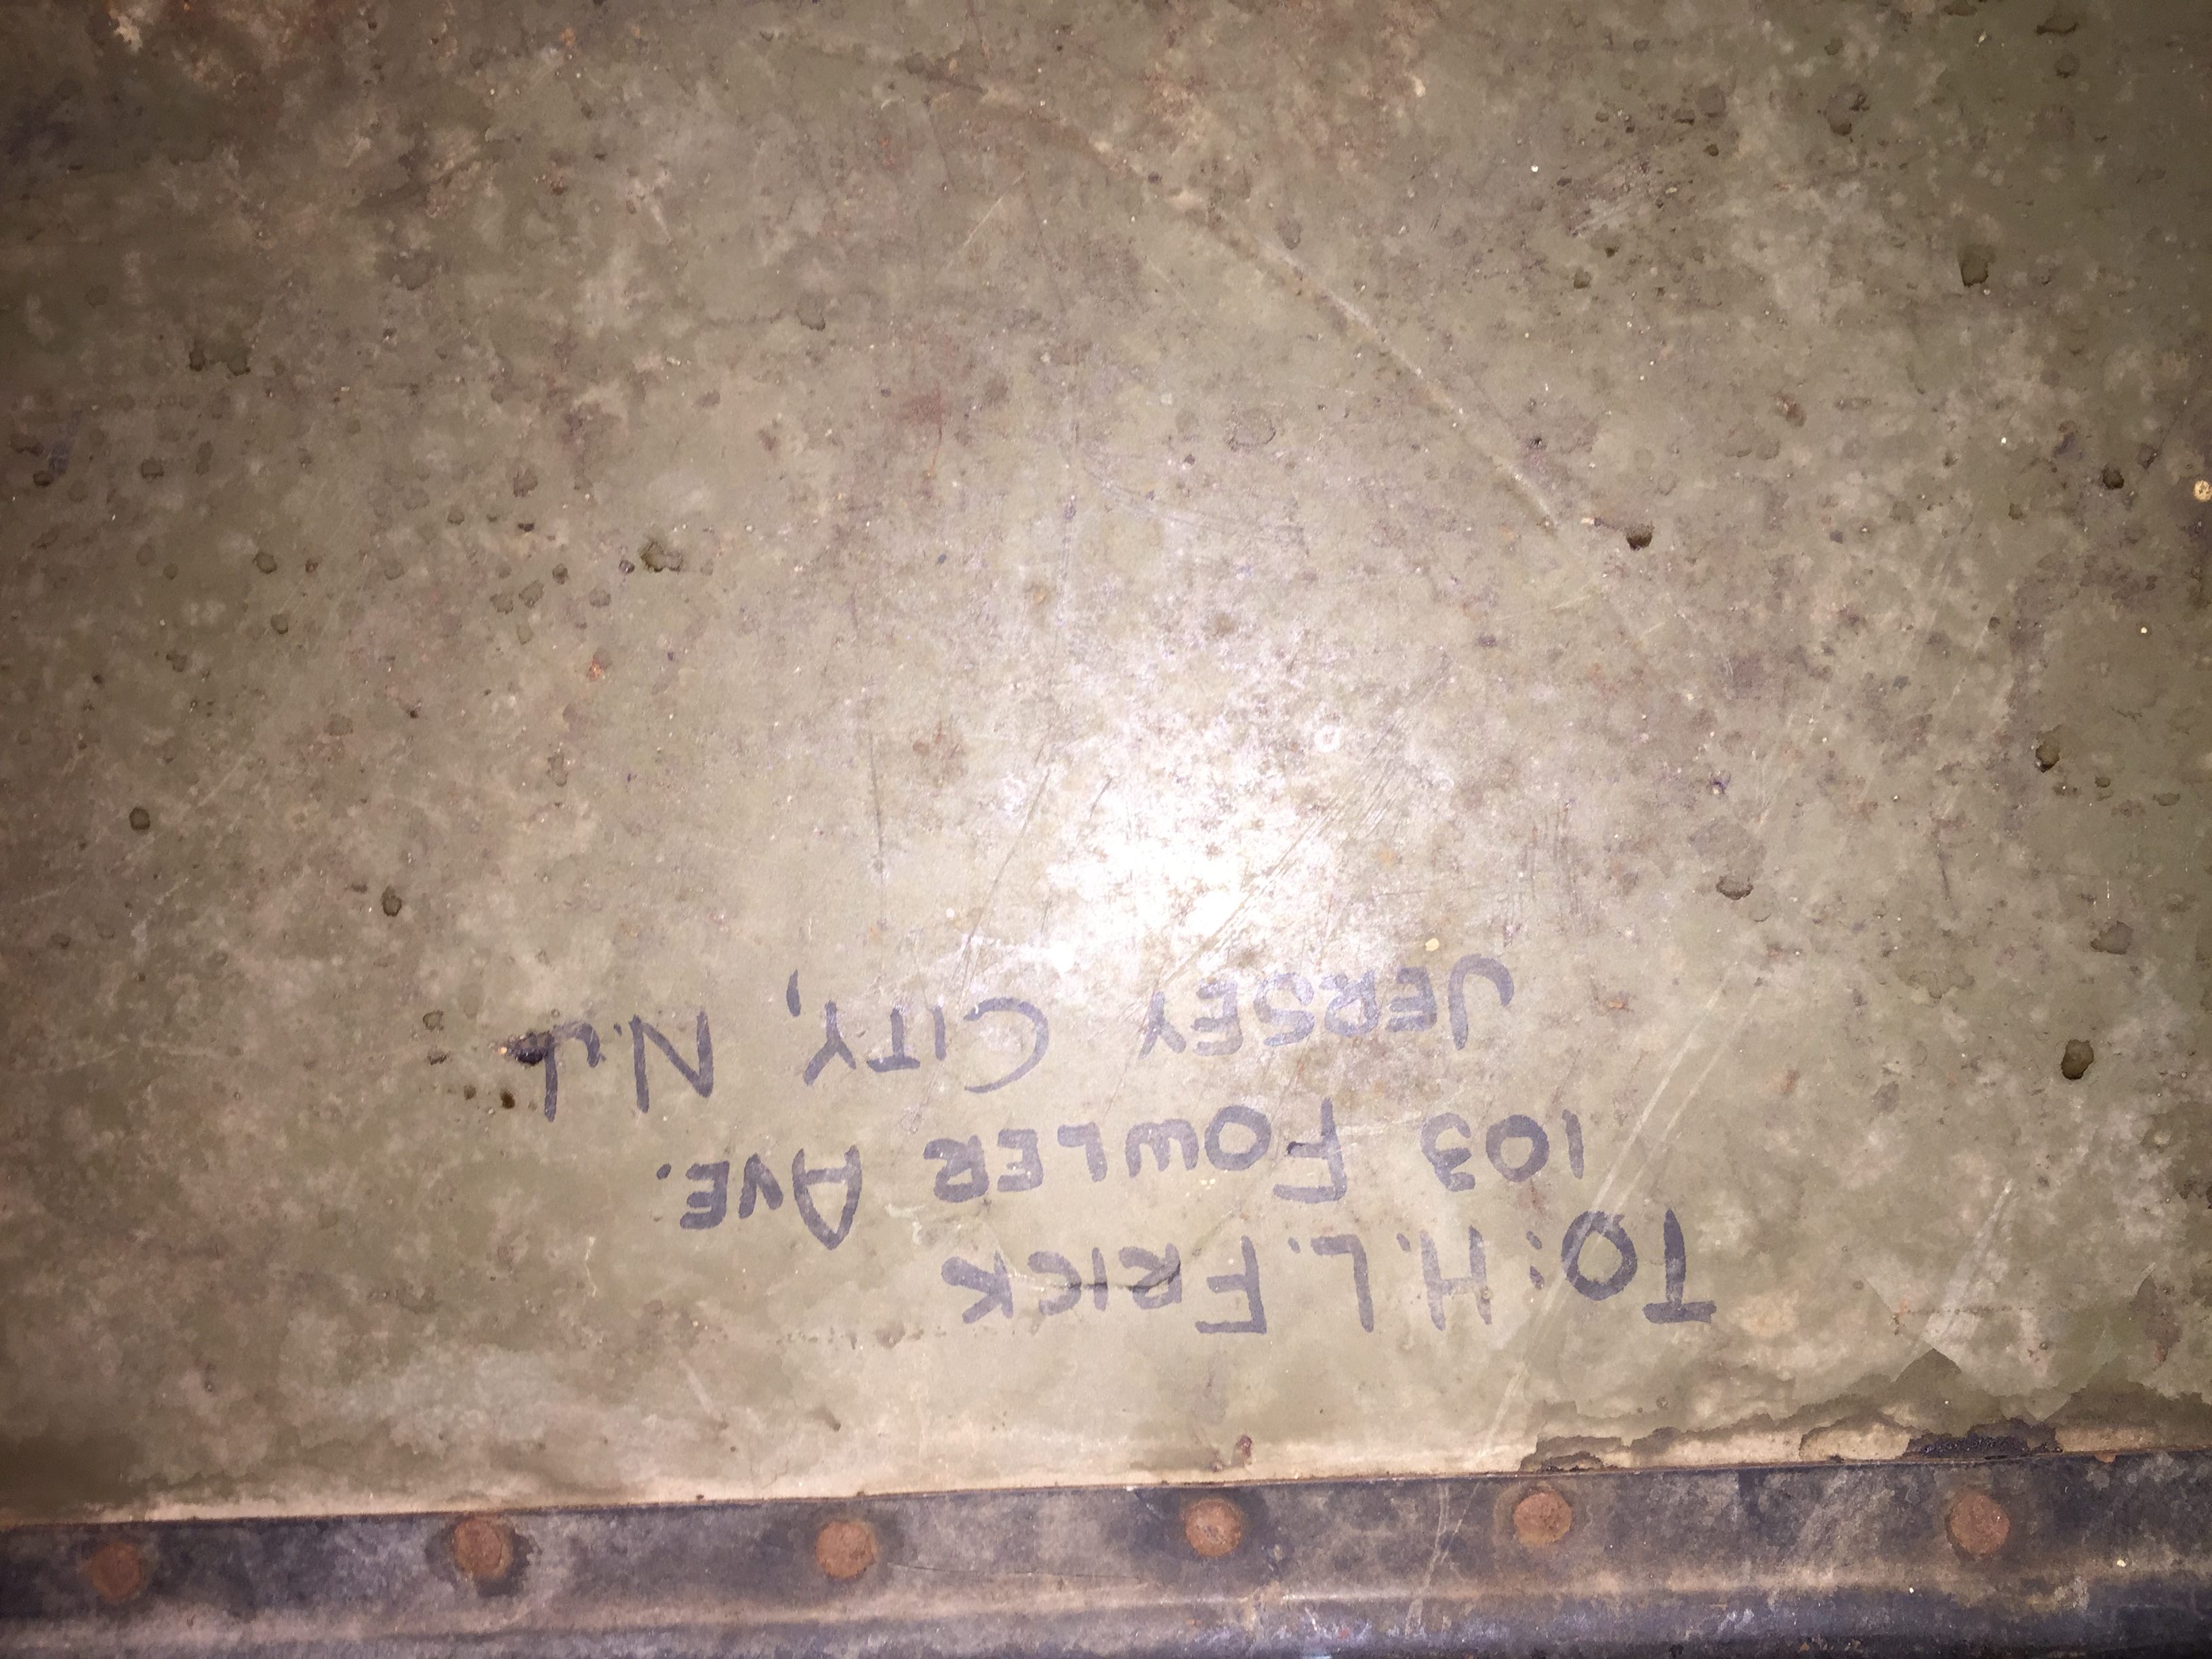 TO: H.L. FRICK
103 FOWLER AVE.
JERSEY CITY, N.J.